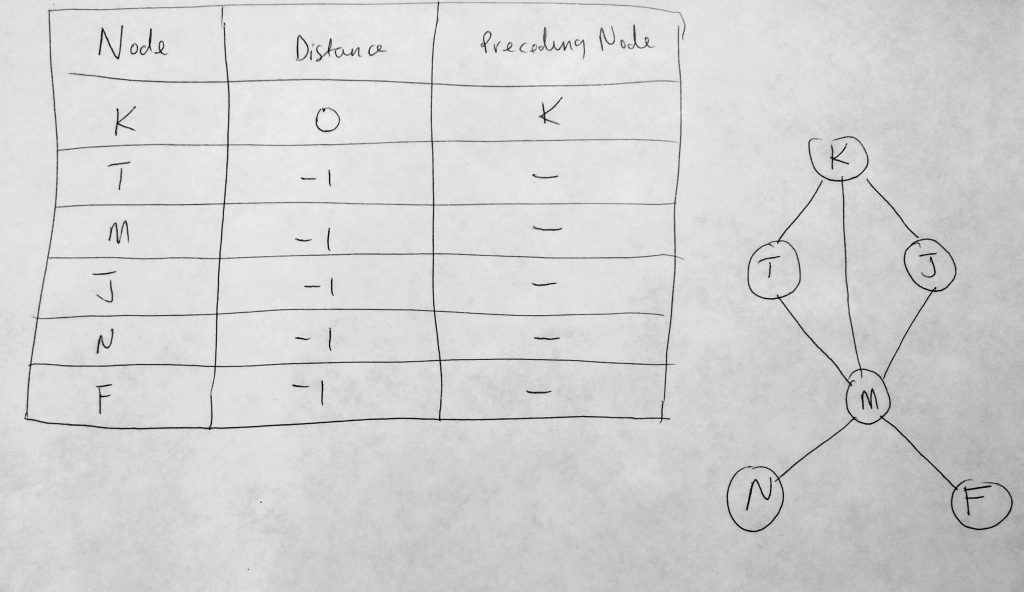 Node Distance Preceding Node
K 0 K
T -1 -
M -1 -
J -1 -
N -1 -
F -1 -
K
T J
M
N F